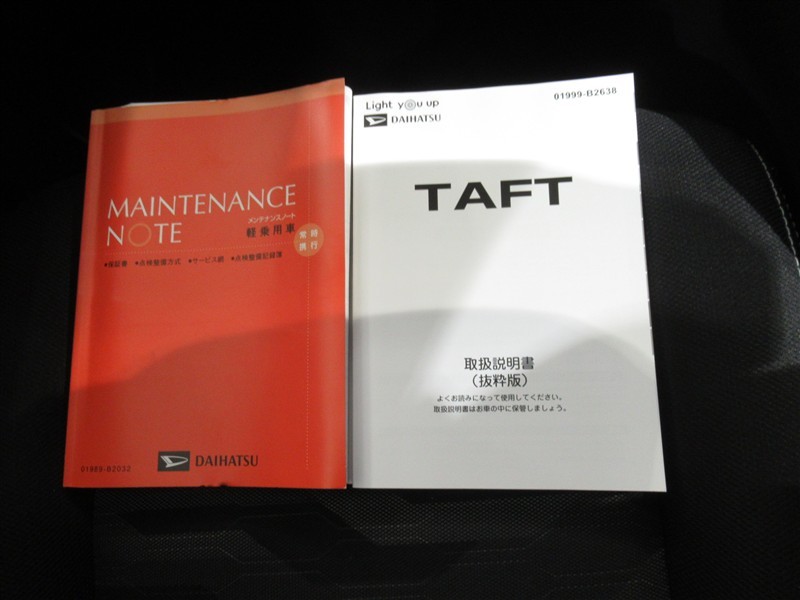 MAINTENANCE
NOTE
メンテナンスノート
軽乗用車
常時
携行
●保証書 ●点検整備方式 ●サービス網 ●点検整備記録簿
DAIHATSU
01999-B2032
Light you up
DAIHATSU
01999-B2638
TAFT
取扱説明書
（抜粋版）
よくお読みになって使用してください。
取扱説明書はお車の中に保管しましょう。